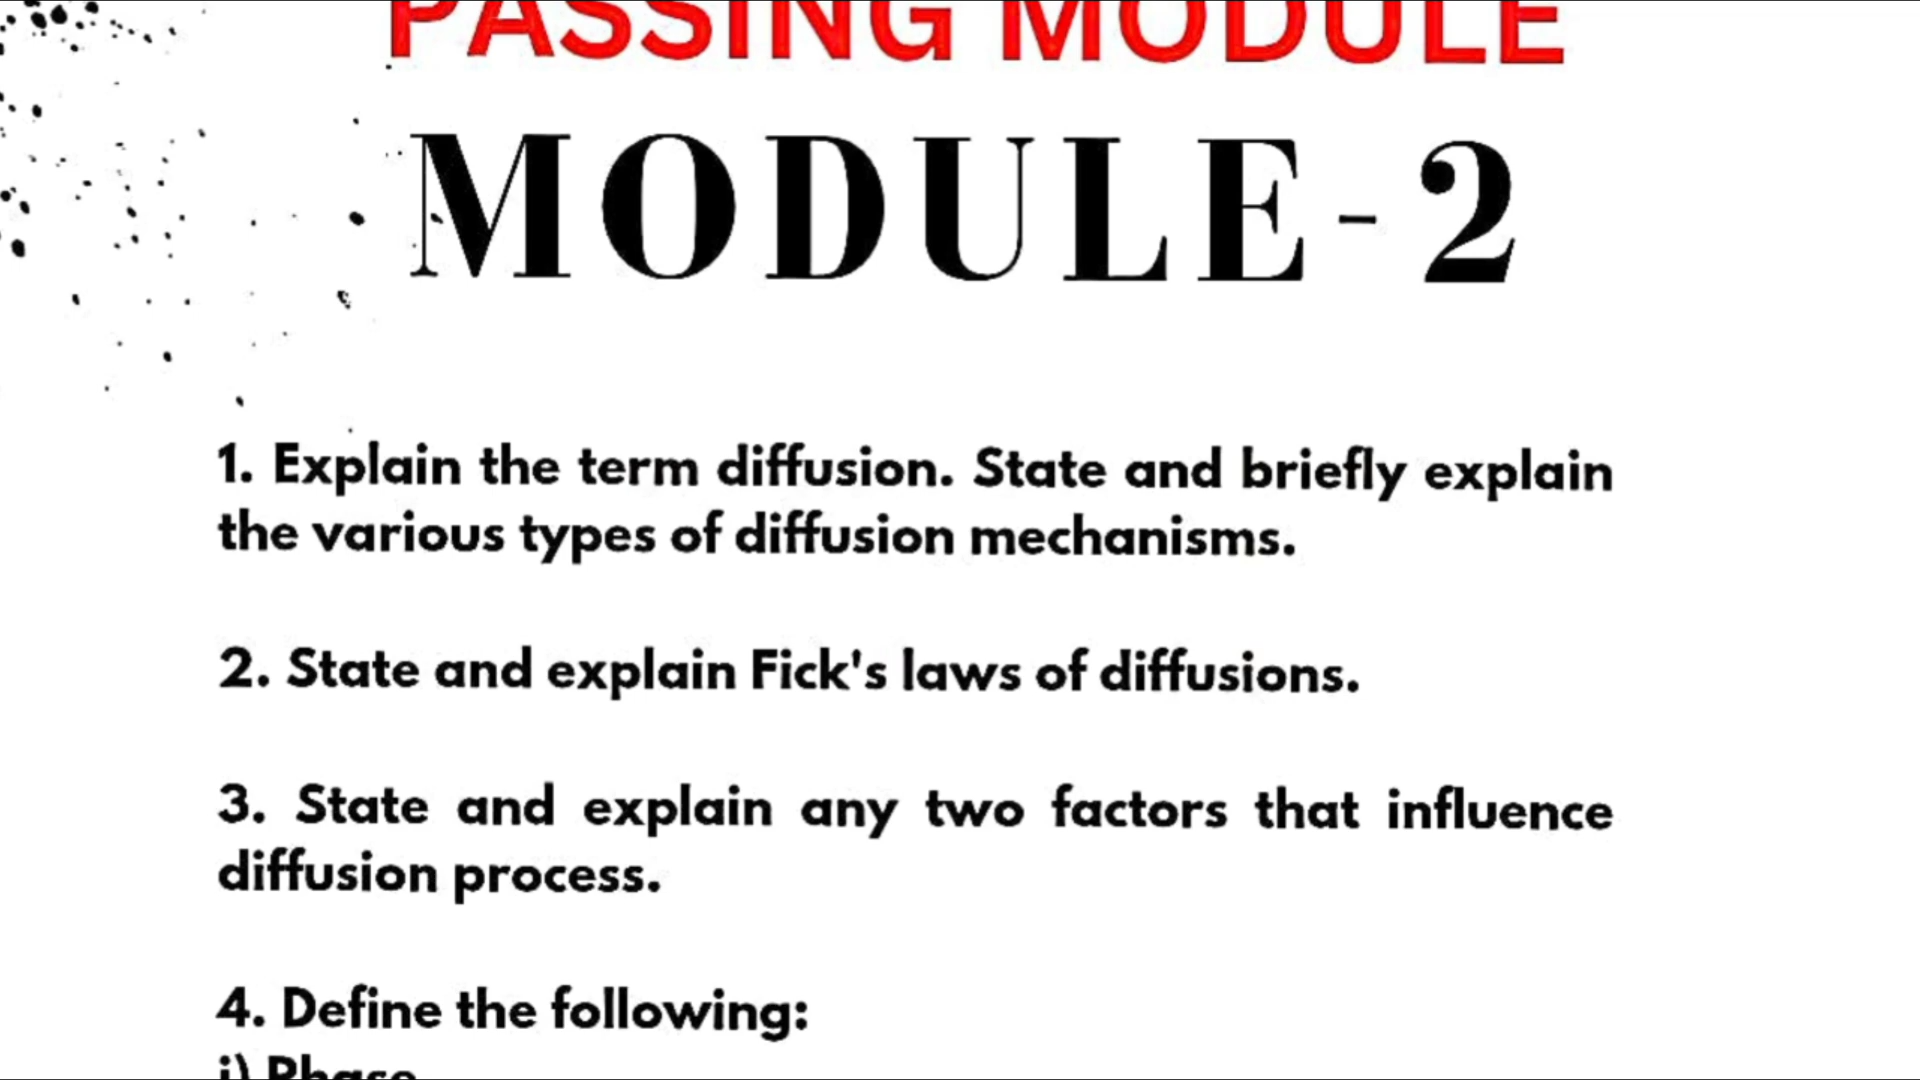 PASSING MODULE
MODULE-2
1. Explain the term diffusion. State and briefly explain
the various types of diffusion mechanisms.
2. State and explain Fick's laws of diffusions.
3. State and explain any two factors that influence
diffusion process.
4. Define the following:
i) Phase